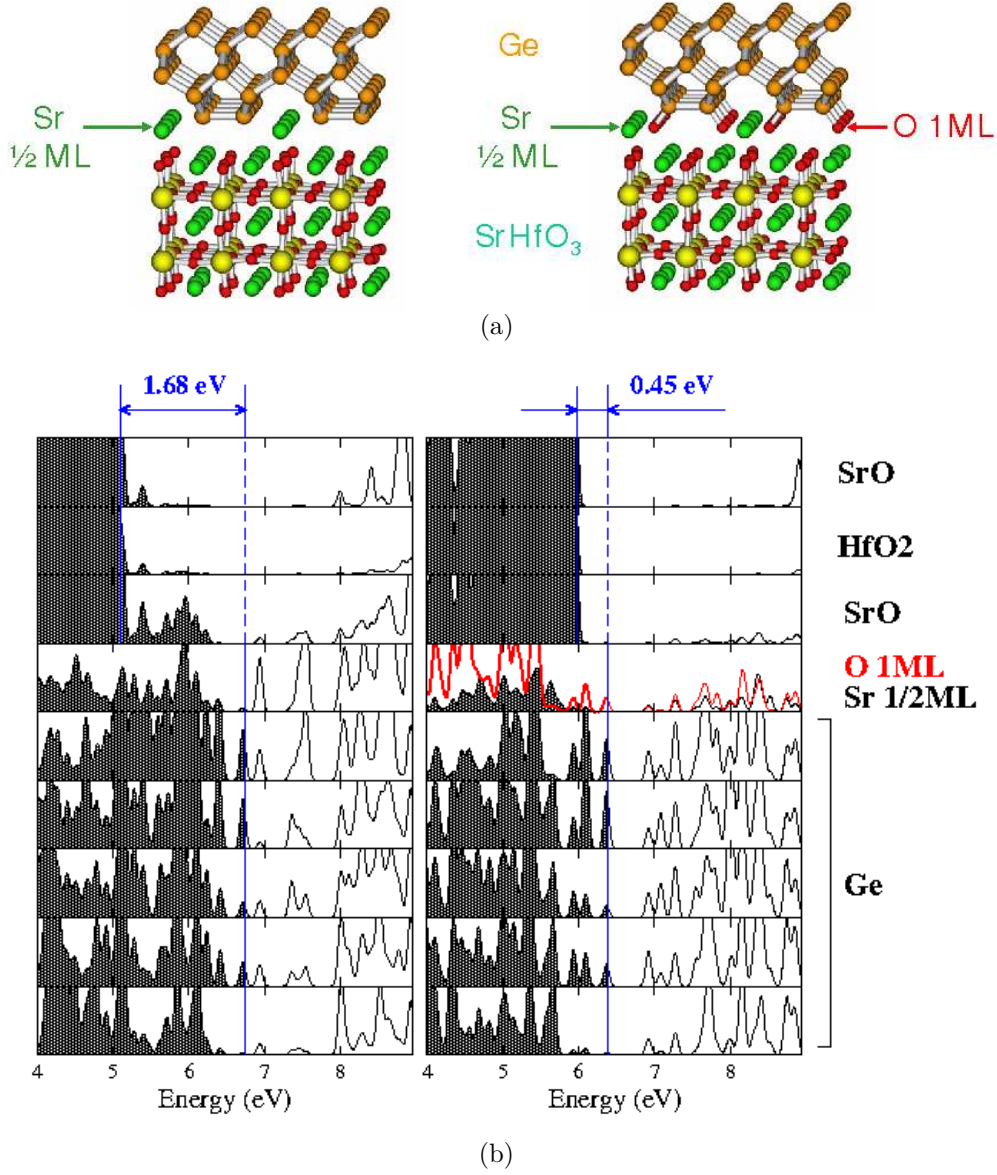 Ge
Sr
½ ML
Sr
½ ML
O 1ML
SrHfO3
(a)
1.68 eV
0.45 eV
SrO
HfO2
SrO
O 1ML
Sr 1/2ML
Ge
4 5 6 7 8
4 5 6 7 8
Energy (eV)
Energy (eV)
(b)